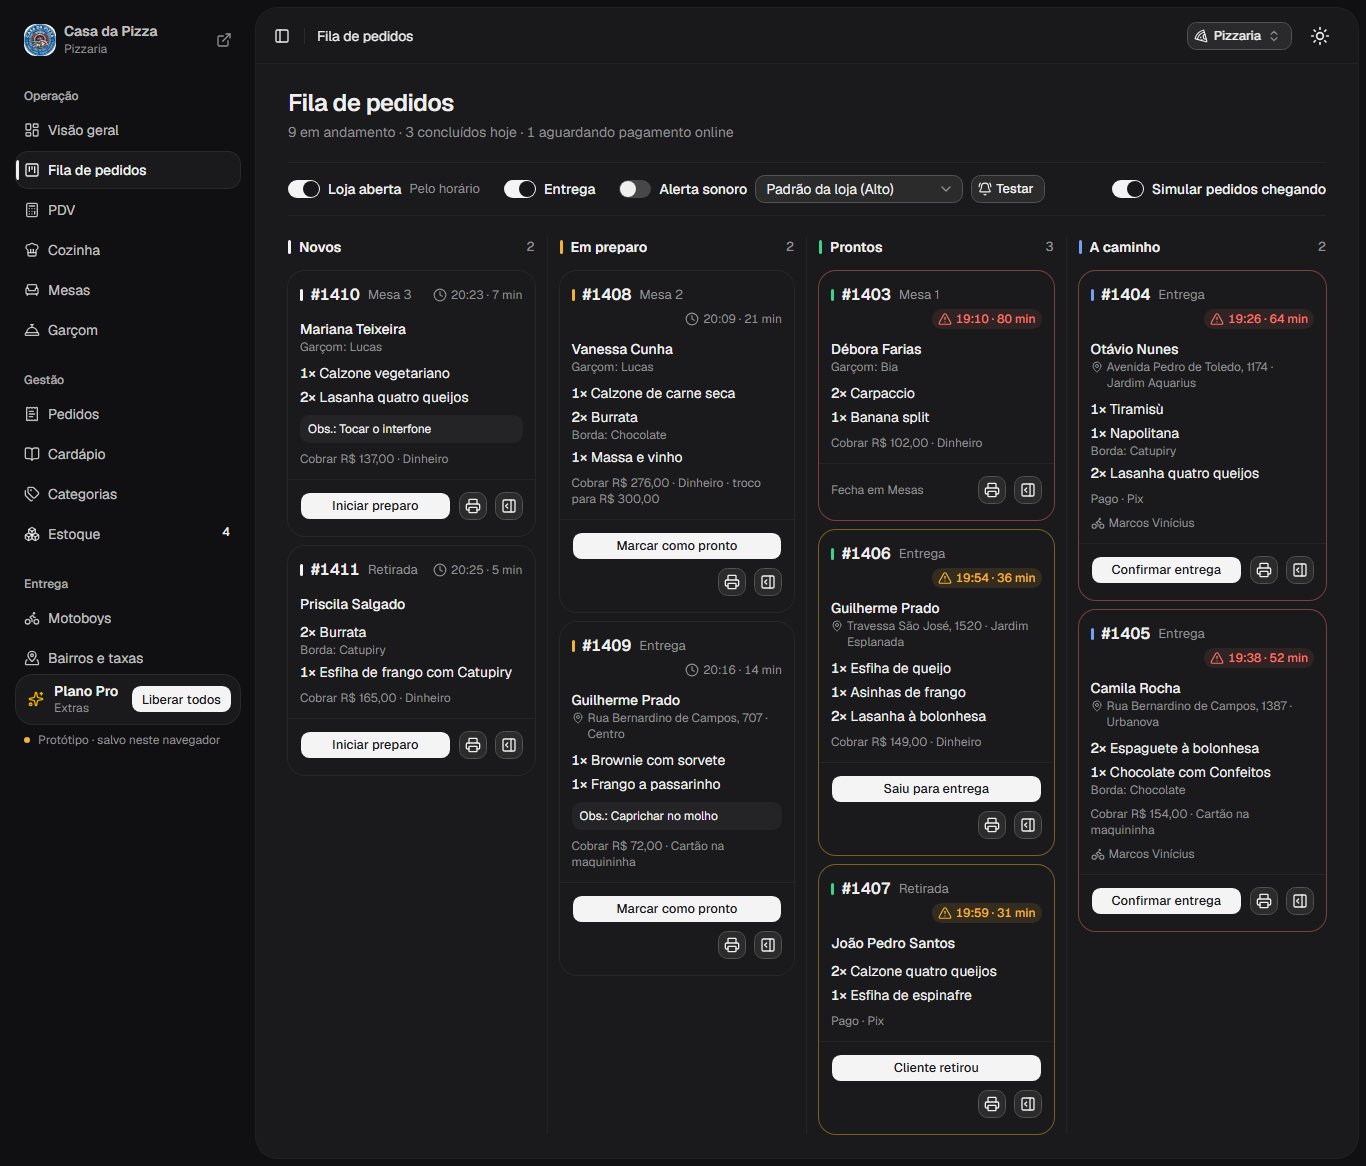 Casa da Pizza
Pizzaria
Operação
Visão geral
Fila de pedidos
PDV
Cozinha
Mesas
Garçom
Gestão
Pedidos
Cardápio
Categorias
Estoque 4
Entrega
Motoboys
Bairros e taxas
Plano Pro
Extras
Liberar todos
Protótipo · salvo neste navegador
Fila de pedidos
Pizzaria
Fila de pedidos
9 em andamento · 3 concluídos hoje · 1 aguardando pagamento online
Loja aberta Pelo horário Entrega Alerta sonoro Padrão da loja (Alto) Testar Simular pedidos chegando
Novos 2
#1410 Mesa 3 20:23 · 7 min
Mariana Teixeira
Garçom: Lucas
1× Calzone vegetariano
2× Lasanha quatro queijos
Obs.: Tocar o interfone
Cobrar R$ 137,00 · Dinheiro
Iniciar preparo
#1411 Retirada 20:25 · 5 min
Priscila Salgado
2× Burrata
Borda: Catupiry
1× Esfiha de frango com Catupiry
Cobrar R$ 165,00 · Dinheiro
Iniciar preparo
Em preparo 2
#1408 Mesa 2
20:09 · 21 min
Vanessa Cunha
Garçom: Lucas
1× Calzone de carne seca
2× Burrata
Borda: Chocolate
1× Massa e vinho
Cobrar R$ 276,00 · Dinheiro · troco
para R$ 300,00
Marcar como pronto
#1409 Entrega
20:16 · 14 min
Guilherme Prado
Rua Bernardino de Campos, 707 ·
Centro
1× Brownie com sorvete
1× Frango a passarinho
Obs.: Caprichar no molho
Cobrar R$ 72,00 · Cartão na
maquininha
Marcar como pronto
Prontos 3
#1403 Mesa 1
19:10 · 80 min
Débora Farias
Garçom: Bia
2× Carpaccio
1× Banana split
Cobrar R$ 102,00 · Dinheiro
Fecha em Mesas
#1406 Entrega
19:54 · 36 min
Guilherme Prado
Travessa São José, 1520 · Jardim
Esplanada
1× Esfiha de queijo
1× Asinhas de frango
2× Lasanha à bolonhesa
Cobrar R$ 149,00 · Dinheiro
Saiu para entrega
#1407 Retirada
19:59 · 31 min
João Pedro Santos
2× Calzone quatro queijos
1× Esfiha de espinafre
Pago · Pix
Cliente retirou
A caminho 2
#1404 Entrega
19:26 · 64 min
Otávio Nunes
Avenida Pedro de Toledo, 1174 ·
Jardim Aquarius
1× Tiramisù
1× Napolitana
Borda: Catupiry
2× Lasanha quatro queijos
Pago · Pix
Marcos Vinícius
Confirmar entrega
#1405 Entrega
19:38 · 52 min
Camila Rocha
Rua Bernardino de Campos, 1387 ·
Urbanova
2× Espaguete à bolonhesa
1× Chocolate com Confeitos
Borda: Chocolate
Cobrar R$ 154,00 · Cartão na
maquininha
Marcos Vinícius
Confirmar entrega